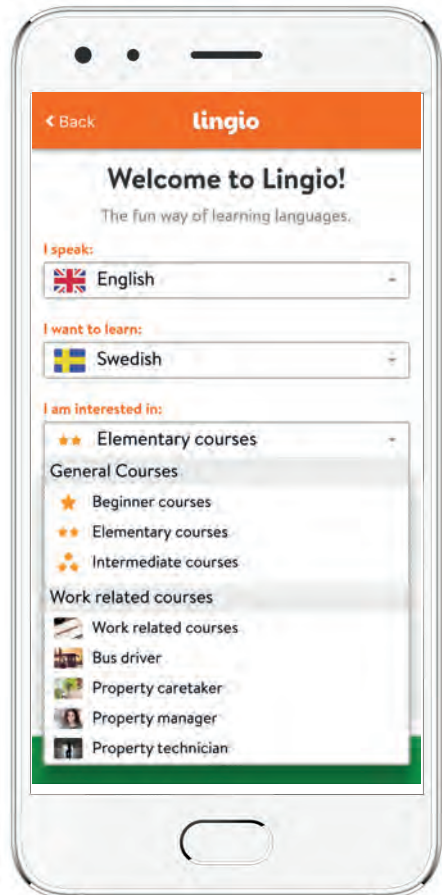 Back
lingio
Welcome to Lingio!
The fun way of learning languages.
I speak:
English
I want to learn:
Swedish
I am interested in:
Elementary courses
General Courses
Beginner courses
Elementary courses
Intermediate courses
Work related courses
Work related courses
Bus driver
Property caretaker
Property manager
Property technician